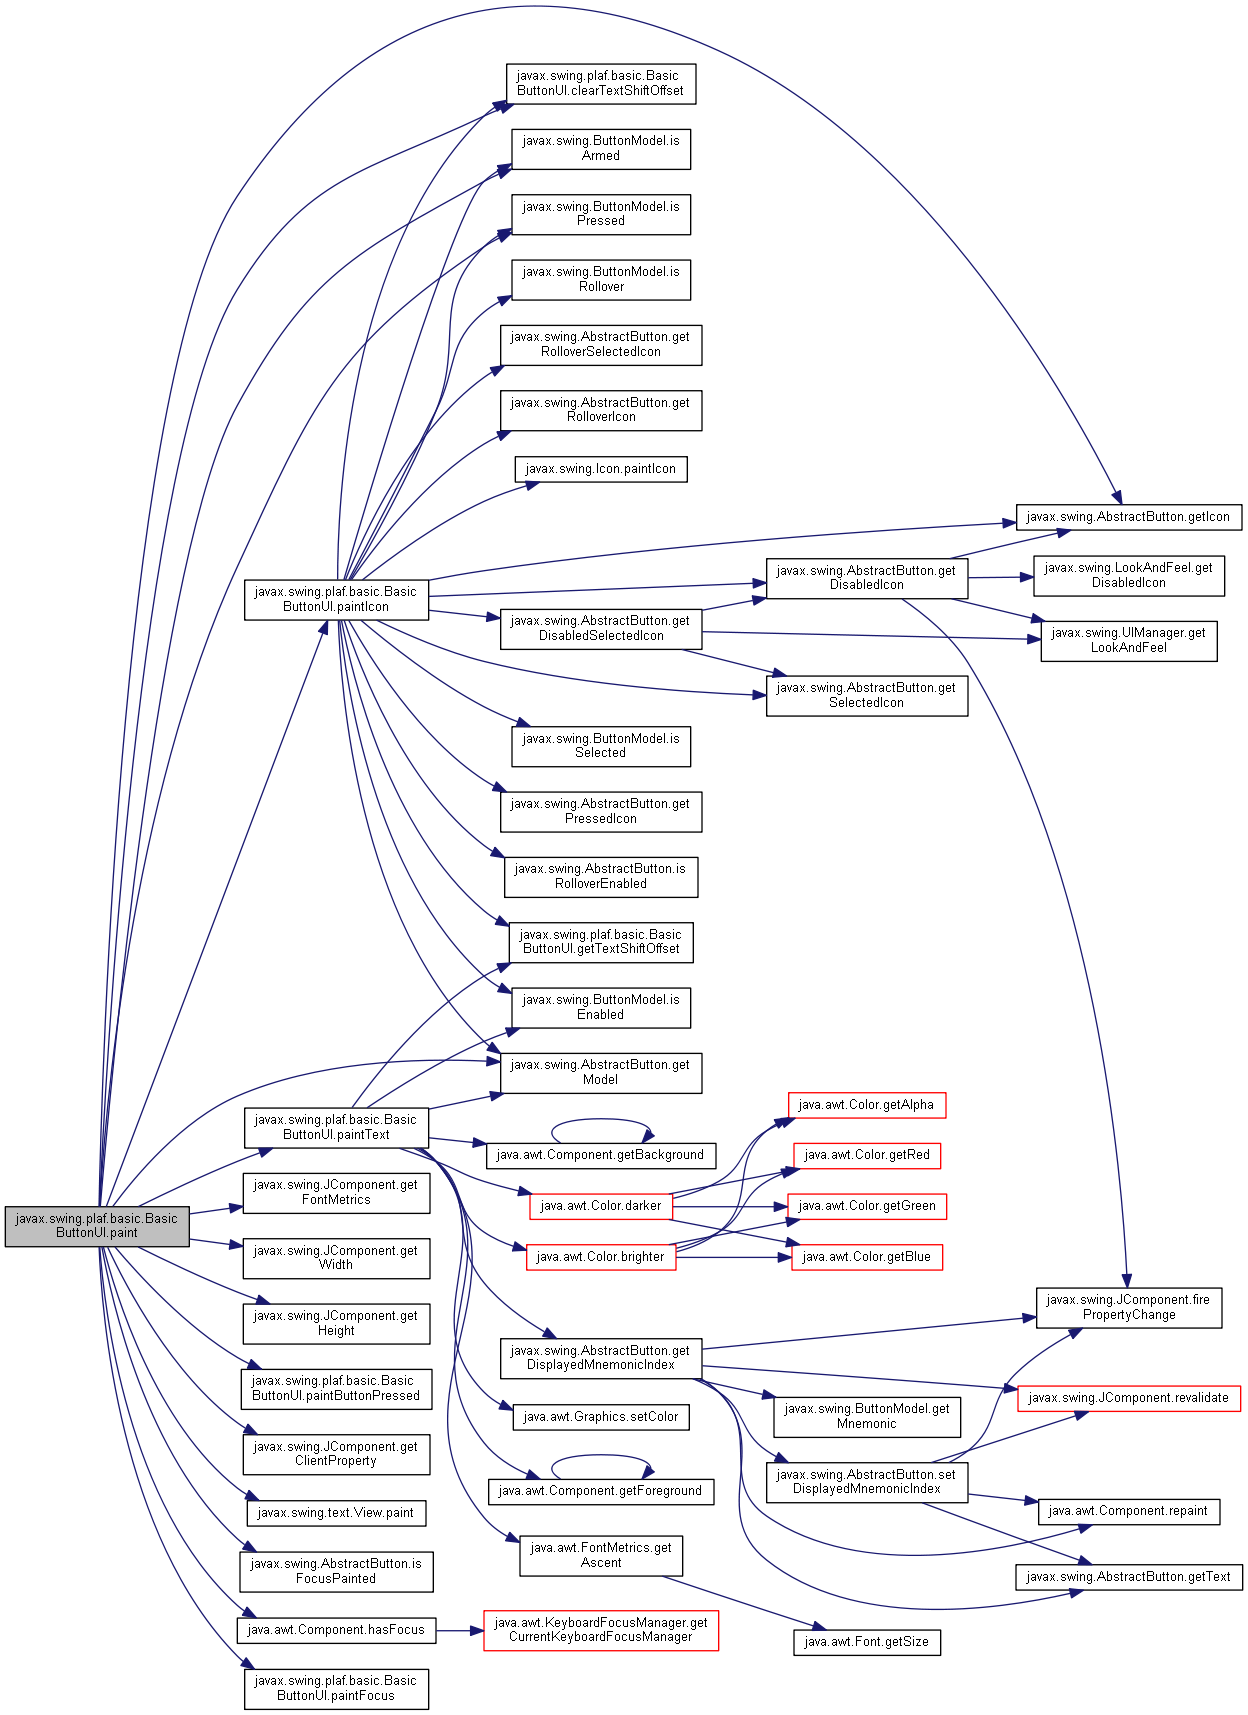 javax.swing.plaf.basic.Basic
ButtonUI.paint
javax.swing.plaf.basic.Basic
ButtonUI.paintIcon
javax.swing.plaf.basic.Basic
ButtonUI.paintText
javax.swing.JComponent.get
FontMetrics
javax.swing.JComponent.get
Width
javax.swing.JComponent.get
Height
javax.swing.plaf.basic.Basic
ButtonUI.paintButtonPressed
javax.swing.JComponent.get
ClientProperty
javax.swing.text.View.paint
javax.swing.AbstractButton.is
FocusPainted
java.awt.Component.hasFocus
javax.swing.plaf.basic.Basic
ButtonUI.paintFocus
javax.swing.plaf.basic.Basic
ButtonUI.clearTextShiftOffset
javax.swing.ButtonModel.is
Armed
javax.swing.ButtonModel.is
Pressed
javax.swing.ButtonModel.is
Rollover
javax.swing.AbstractButton.get
RolloverSelectedIcon
javax.swing.AbstractButton.get
RolloverIcon
javax.swing.Icon.paintIcon
javax.swing.AbstractButton.get
DisabledSelectedIcon
javax.swing.ButtonModel.is
Selected
javax.swing.AbstractButton.get
PressedIcon
javax.swing.AbstractButton.is
RolloverEnabled
javax.swing.plaf.basic.Basic
ButtonUI.getTextShiftOffset
javax.swing.ButtonModel.is
Enabled
javax.swing.AbstractButton.get
Model
java.awt.Component.getBackground
java.awt.Color.darker
java.awt.Color.brighter
javax.swing.AbstractButton.get
DisplayedMnemonicIndex
java.awt.Graphics.setColor
java.awt.Component.getForeground
java.awt.FontMetrics.get
Ascent
java.awt.KeyboardFocusManager.get
CurrentKeyboardFocusManager
javax.swing.AbstractButton.get
DisabledIcon
javax.swing.AbstractButton.get
SelectedIcon
java.awt.Color.getAlpha
java.awt.Color.getRed
java.awt.Color.getGreen
java.awt.Color.getBlue
javax.swing.ButtonModel.get
Mnemonic
javax.swing.AbstractButton.set
DisplayedMnemonicIndex
java.awt.Font.getSize
javax.swing.AbstractButton.getIcon
javax.swing.LookAndFeel.get
DisabledIcon
javax.swing.UIManager.get
LookAndFeel
javax.swing.JComponent.fire
PropertyChange
javax.swing.JComponent.revalidate
java.awt.Component.repaint
javax.swing.AbstractButton.getText